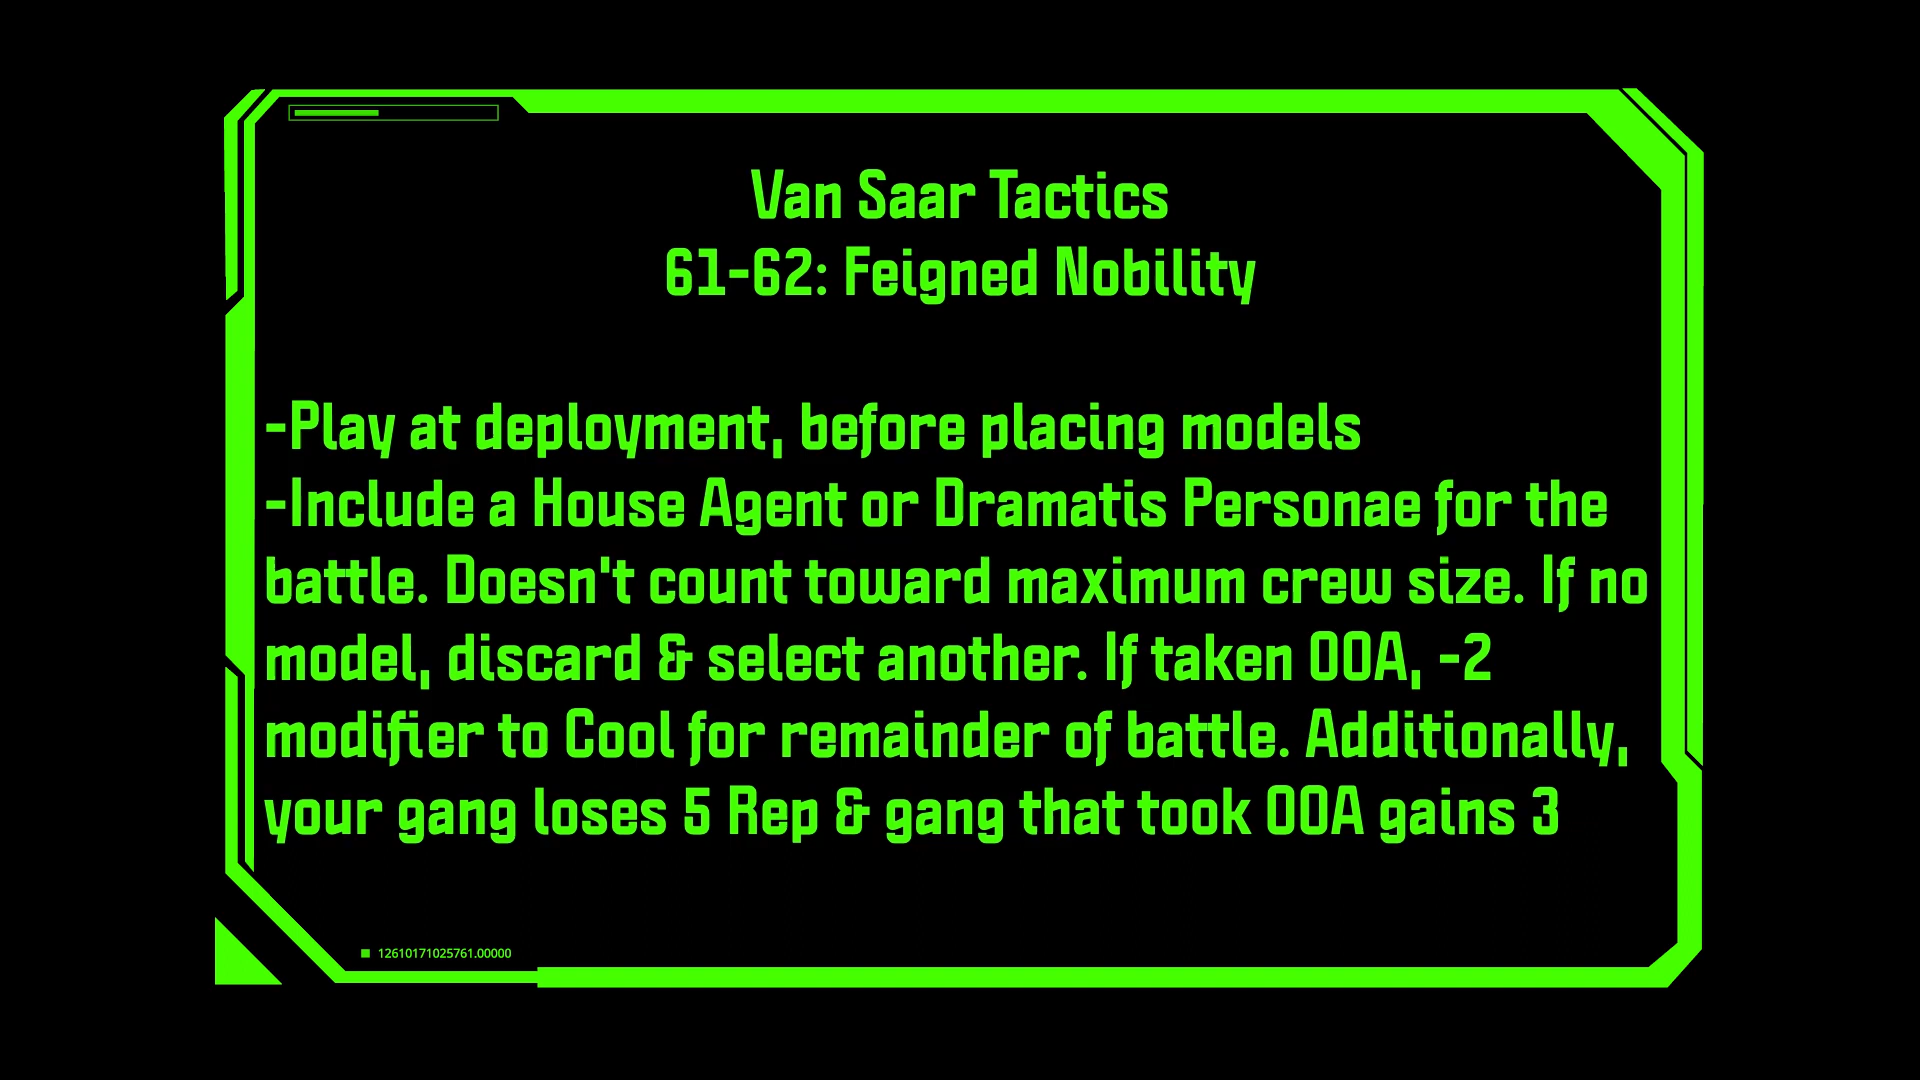 Van Saar Tactics
61-62: Feigned Nobility
-Play at deployment, before placing models
-Include a House Agent or Dramatis Personae for the
battle. Doesn't count toward maximum crew size. If no
model, discard & select another. If taken OOA, -2
modifier to Cool for remainder of battle. Additionally,
your gang loses 5 Rep & gang that took OOA gains 3
12610171025761.00000